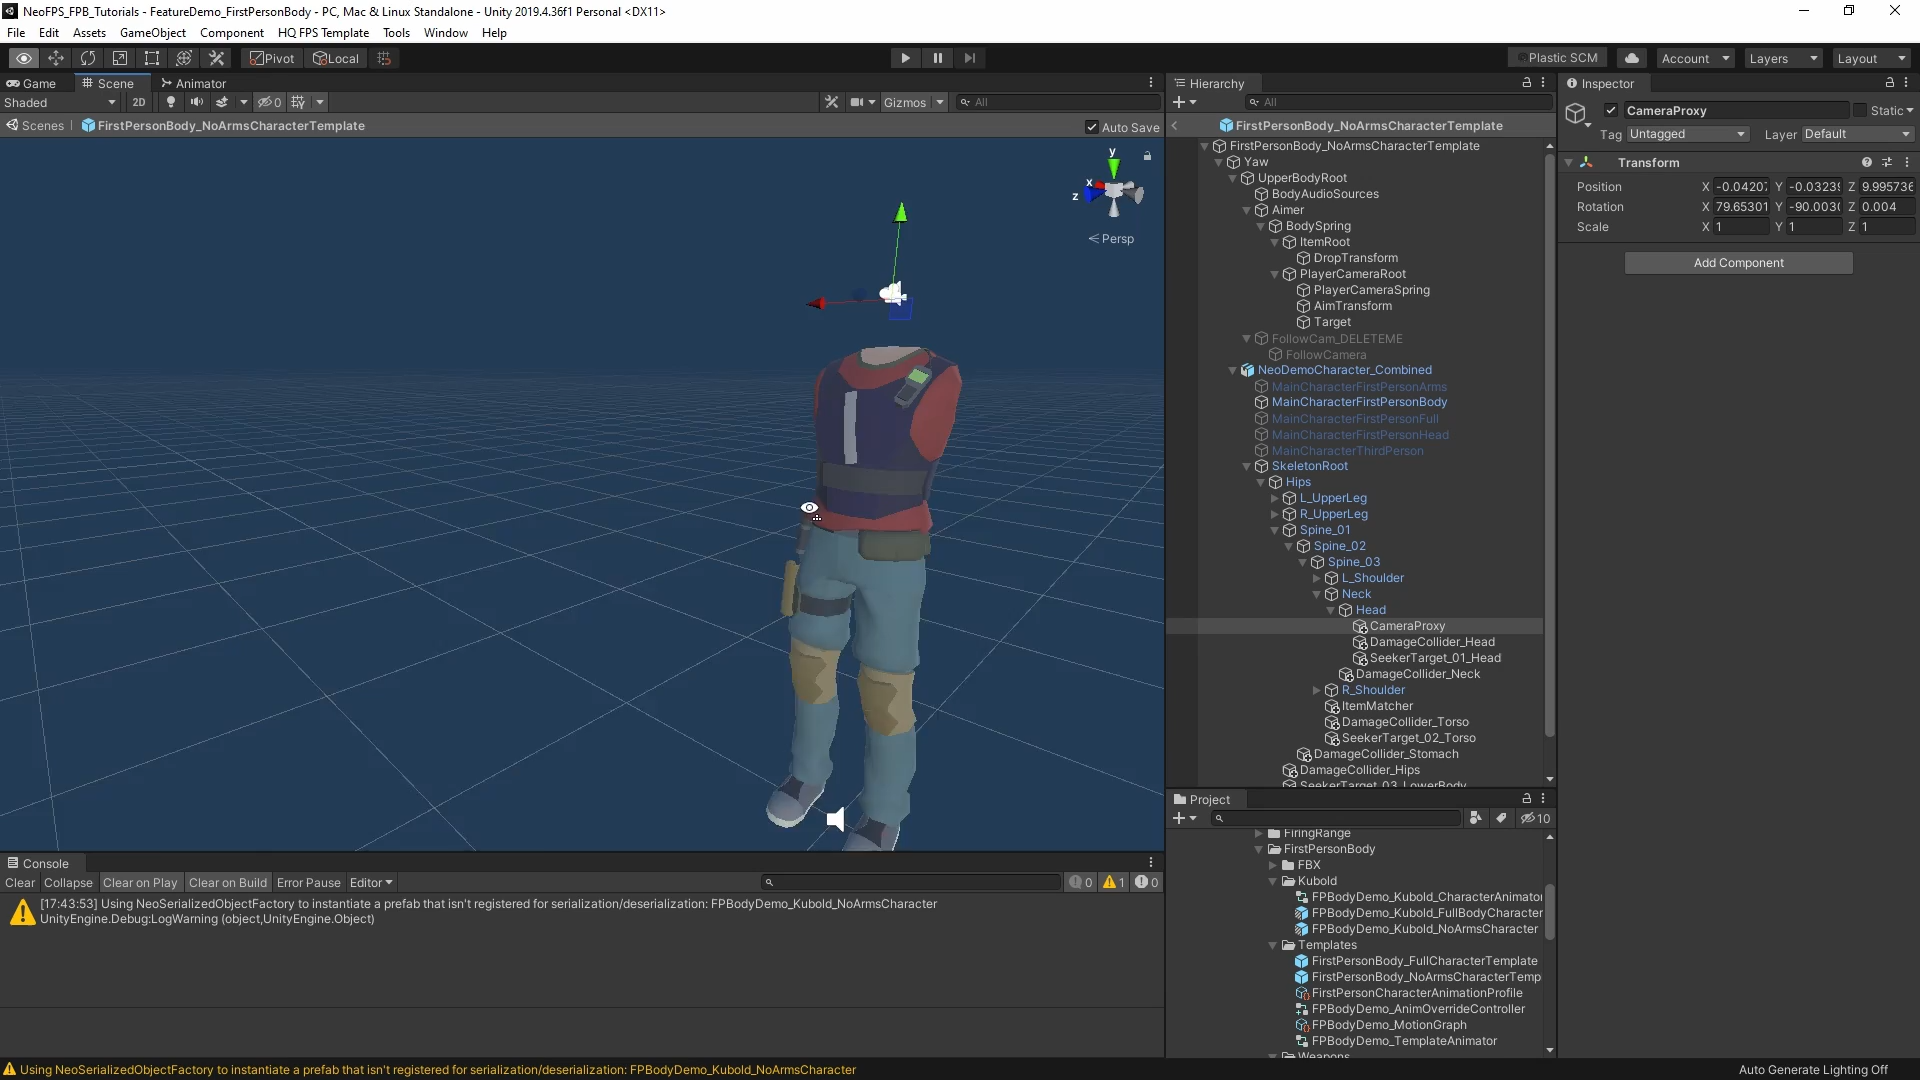 NeoFPS_FPB_Tutorials - FeatureDemo_FirstPersonBody - PC, Mac & Linux Standalone - Unity 2019.4.36f1 Personal <DX11>
File Edit Assets GameObject Component HQ FPS Template Tools Window Help
Pivot Local Plastic SCM Account Layers Layout
Game Scene Animator
Shaded 2D 0 Gizmos All
Scenes FirstPersonBody_NoArmsCharacterTemplate Auto Save
y
x
z
Persp
Hierarchy
All
FirstPersonBody_NoArmsCharacterTemplate
FirstPersonBody_NoArmsCharacterTemplate
Yaw
UpperBodyRoot
BodyAudioSources
Aimer
BodySpring
ItemRoot
DropTransform
PlayerCameraRoot
PlayerCameraSpring
AimTransform
Target
FollowCam_DELETEME
FollowCamera
NeoDemoCharacter_Combined
MainCharacterFirstPersonArms
MainCharacterFirstPersonBody
MainCharacterFirstPersonFull
MainCharacterFirstPersonHead
MainCharacterThirdPerson
SkeletonRoot
Hips
L_UpperLeg
R_UpperLeg
Spine_01
Spine_02
Spine_03
L_Shoulder
Neck
Head
CameraProxy
DamageCollider_Head
SeekerTarget_01_Head
DamageCollider_Neck
R_Shoulder
ItemMatcher
DamageCollider_Torso
SeekerTarget_02_Torso
DamageCollider_Stomach
DamageCollider_Hips
SeekerTarget_03_LowerBody
Inspector
CameraProxy Static
Tag Untagged Layer Default
Transform
Position X -0.0420 Y -0.0323 Z 9.995736
Rotation X 79.65301 Y -90.003 Z 0.004
Scale X 1 Y 1 Z 1
Add Component
Project
10
FiringRange
FirstPersonBody
FBX
Kubold
FPBodyDemo_Kubold_CharacterAnimato
FPBodyDemo_Kubold_FullBodyCharacter
FPBodyDemo_Kubold_NoArmsCharacter
Templates
FirstPersonBody_FullCharacterTemplate
FirstPersonBody_NoArmsCharacterTemp
FirstPersonCharacterAnimationProfile
FPBodyDemo_AnimOverrideController
FPBodyDemo_MotionGraph
FPBodyDemo_TemplateAnimator
Weapons
Console
Clear Collapse Clear on Play Clear on Build Error Pause Editor 0 1 0
[17:43:53] Using NeoSerializedObjectFactory to instantiate a prefab that isn't registered for serialization/deserialization: FPBodyDemo_Kubold_NoArmsCharacter
UnityEngine.Debug:LogWarning (object,UnityEngine.Object)
Using NeoSerializedObjectFactory to instantiate a prefab that isn't registered for serialization/deserialization: FPBodyDemo_Kubold_NoArmsCharacter
Auto Generate Lighting Off